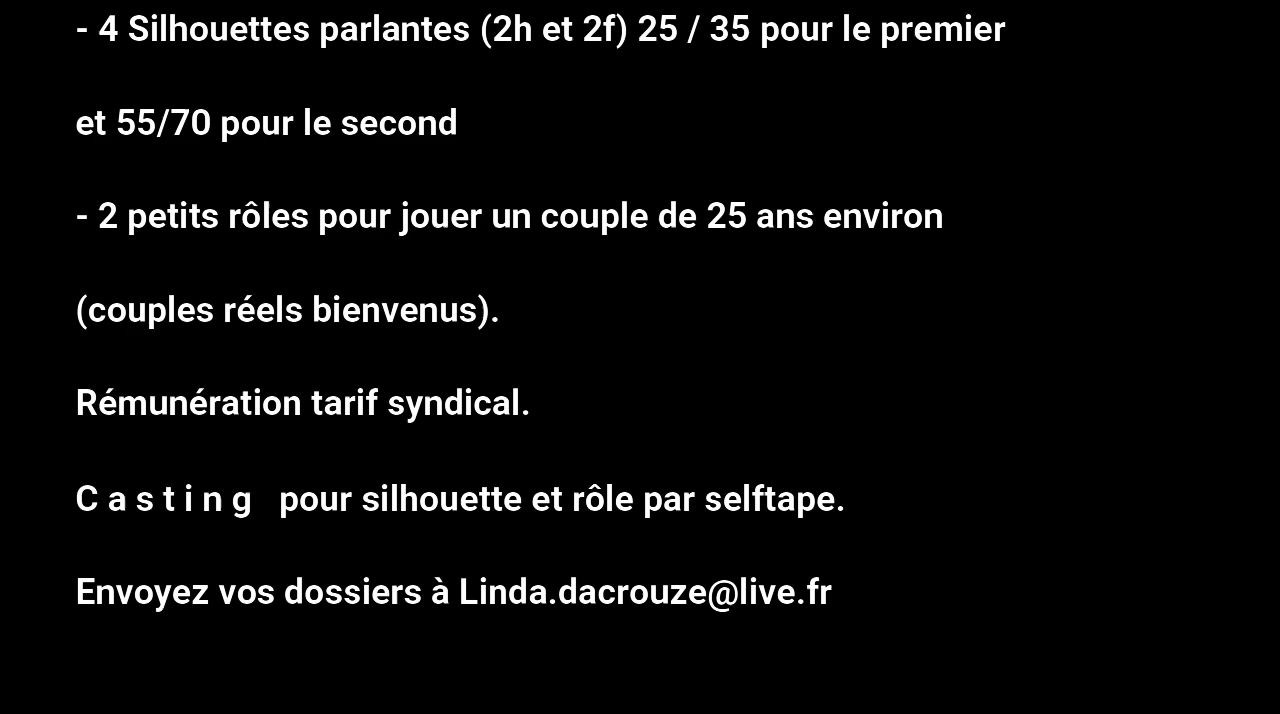 - 4 Silhouettes parlantes (2h et 2f) 25 / 35 pour le premier
et 55/70 pour le second
- 2 petits rôles pour jouer un couple de 25 ans environ
(couples réels bienvenus).
Rémunération tarif syndical.
C a s t i n g   pour silhouette et rôle par selftape.
Envoyez vos dossiers à Linda.dacrouze@live.fr